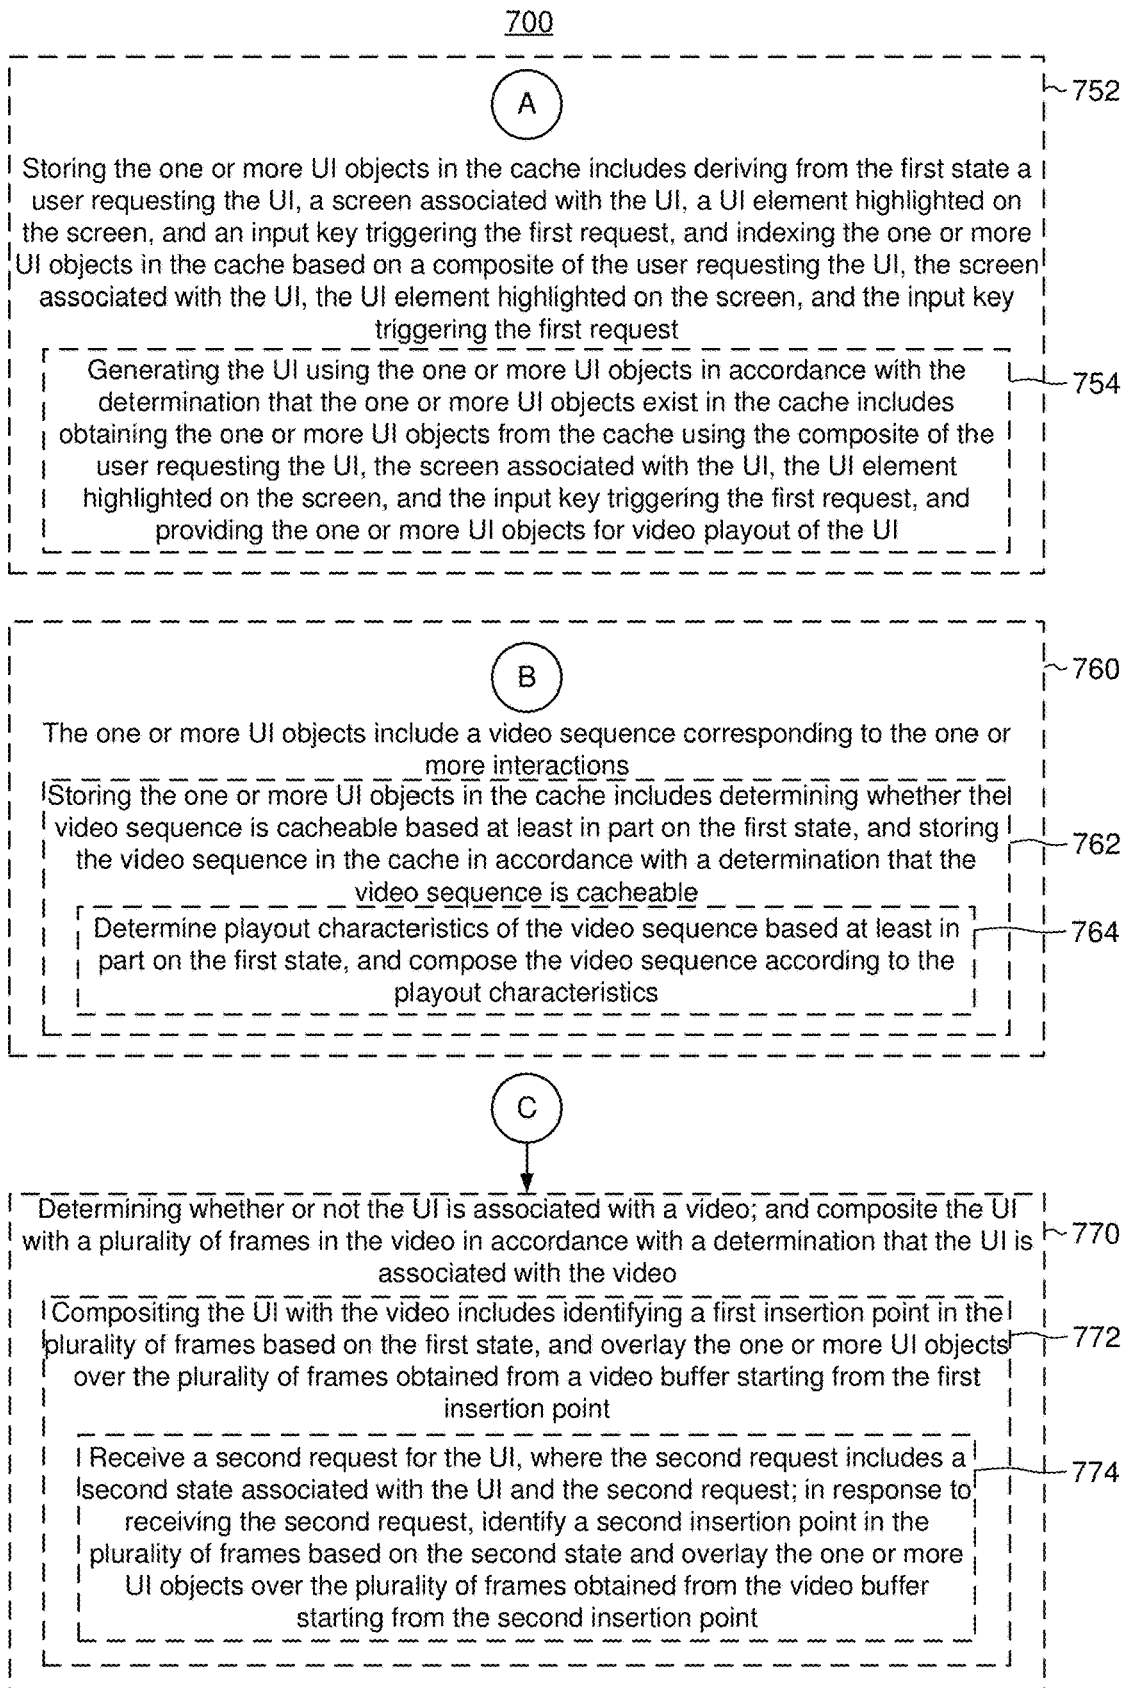 700
A
752
Storing the one or more UI objects in the cache includes deriving from the first state a
user requesting the UI, a screen associated with the UI, a UI element highlighted on
the screen, and an input key triggering the first request, and indexing the one or more
UI objects in the cache based on a composite of the user requesting the UI, the screen
associated with the UI, the UI element highlighted on the screen, and the input key
triggering the first request
Generating the UI using the one or more UI objects in accordance with the
754
determination that the one or more UI objects exist in the cache includes
obtaining the one or more UI objects from the cache using the composite of the
user requesting the UI, the screen associated with the UI, the UI element
highlighted on the screen, and the input key triggering the first request, and
providing the one or more UI objects for video playout of the UI
760
B
The one or more UI objects include a video sequence corresponding to the one or
more interactions
Storing the one or more UI objects in the cache includes determining whether the
video sequence is cacheable based at least in part on the first state, and storing
762
the video sequence in the cache in accordance with a determination that the
video sequence is cacheable
Determine playout characteristics of the video sequence based at least in
764
part on the first state, and compose the video sequence according to the
playout characteristics
C
Determining whether or not the UI is associated with a video; and composite the UI
with a plurality of frames in the video in accordance with a determination that the UI is
770
associated with the video
Compositing the UI with the video includes identifying a first insertion point in the
plurality of frames based on the first state, and overlay the one or more UI objects
772
over the plurality of frames obtained from a video buffer starting from the first
insertion point
Receive a second request for the UI, where the second request includes a
774
second state associated with the UI and the second request; in response to
receiving the second request, identify a second insertion point in the
plurality of frames based on the second state and overlay the one or more
UI objects over the plurality of frames obtained from the video buffer
starting from the second insertion point